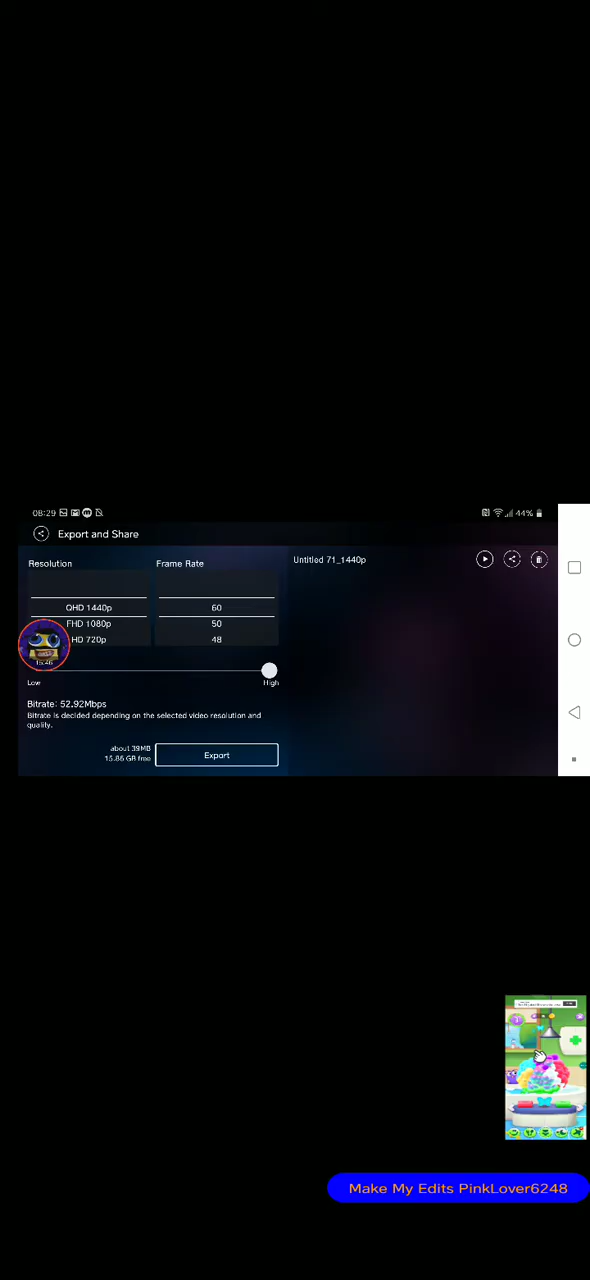 08:29
44%
Export and Share
Resolution
Frame Rate
Untitled 71_1440p
QHD 1440p
60
FHD 1080p
50
HD 720p
48
15:46
Low
High
Bitrate: 52.92Mbps
Bitrate is decided depending on the selected video resolution and
quality.
about 39MB
15.86 GB free
Export
Make My Edits PinkLover6248